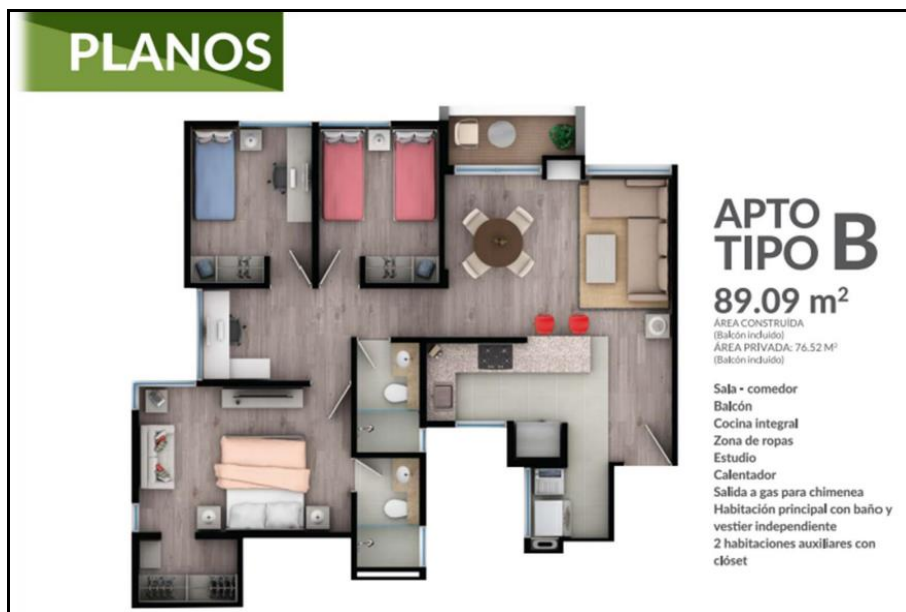 PLANOS
APTO
TIPO B
89.09 m²
ÁREA CONSTRUÍDA
(Balcón incluido)
ÁREA PRIVADA: 76.52 M²
(Balcón incluido)
Sala - comedor
Balcón
Cocina integral
Zona de ropas
Estudio
Calentador
Salida a gas para chimenea
Habitación principal con baño y
vestier independiente
2 habitaciones auxiliares con
clóset